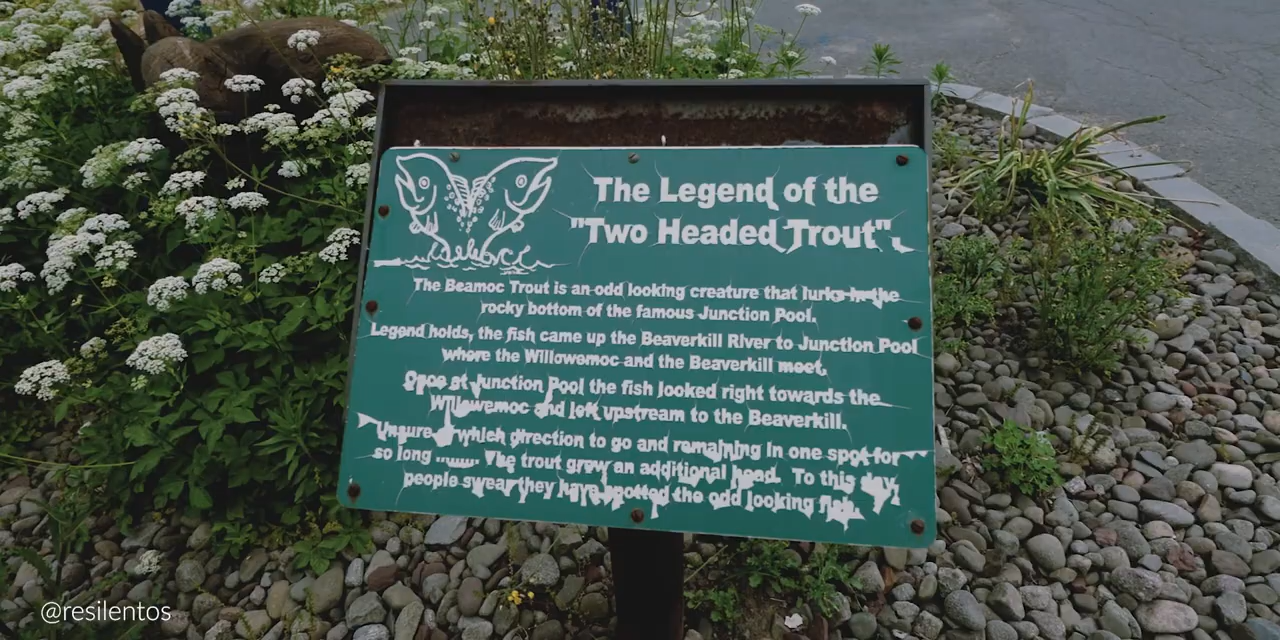 The Legend of the
"Two Headed Trout"
The Beamoc Trout is an odd looking creature that lurks in the
rocky bottom of the famous Junction Pool.
Legend holds, the fish came up the Beaverkill River to Junction Pool
where the Willowemoc and the Beaverkill meet.
Once at Junction Pool the fish looked right towards the
Willowemoc and left upstream to the Beaverkill.
Unsure of which direction to go and remaining in one spot for
so long ....... The trout grew an additional head. To this day,
people swear they have spotted the odd looking fish.
@resilentos